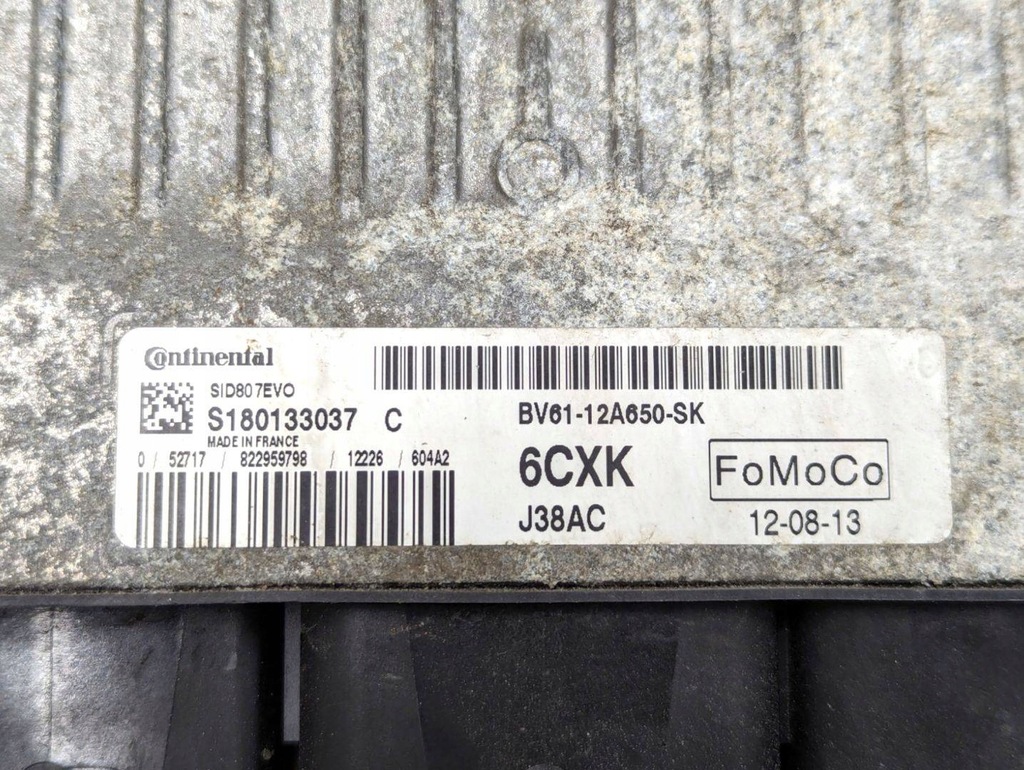 Continental
SID807EVO
S180133037 C
MADE IN FRANCE
0 / 52717 / 822959798 / 12226 / 604A2
BV61-12A650-SK
6CXK
FoMoCo
J38AC
12-08-13